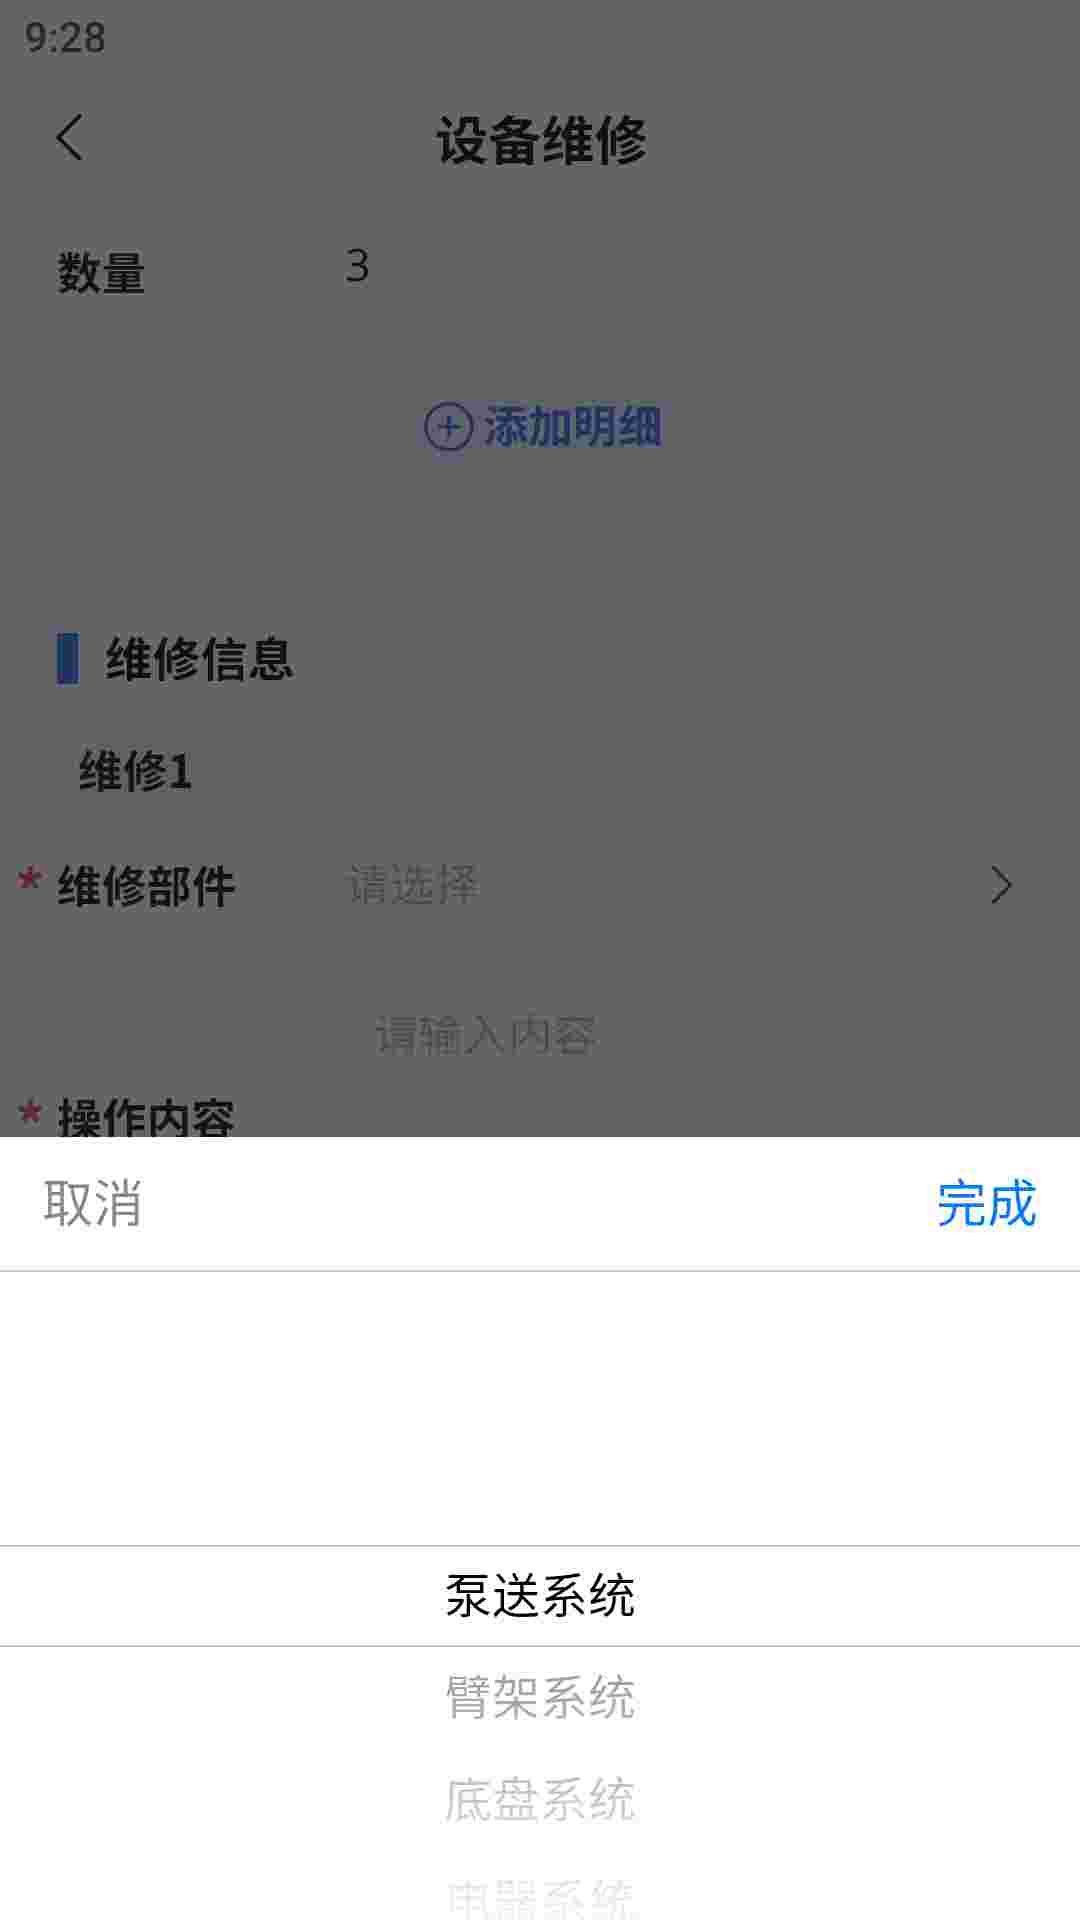 9:28
设备维修
数量 3
添加明细
维修信息
维修1
* 维修部件 请选择
请输入内容
* 操作内容
取消 完成
泵送系统
臂架系统
底盘系统
电器系统